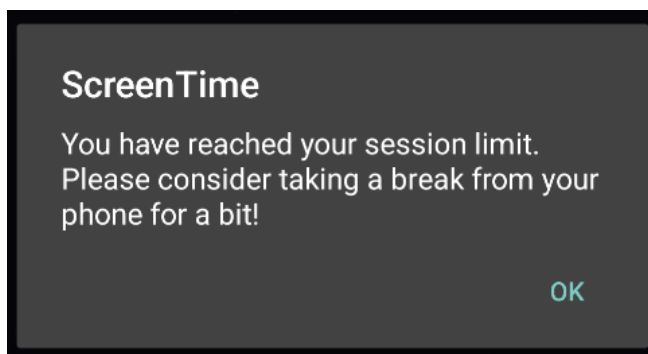 ScreenTime
You have reached your session limit.
Please consider taking a break from your
phone for a bit!
OK